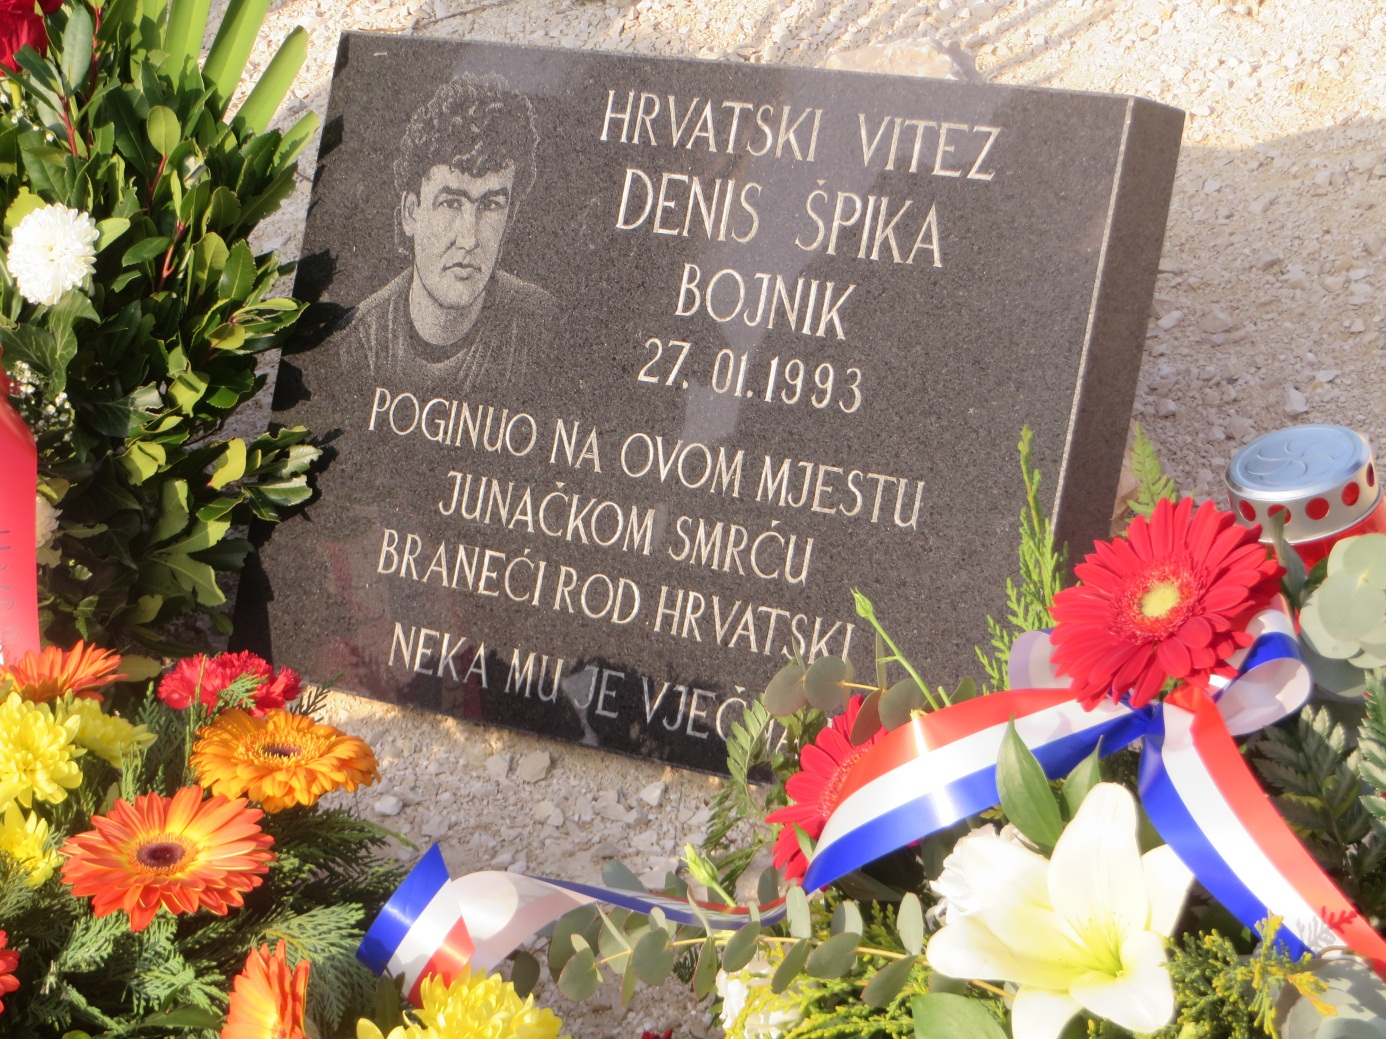 HRVATSKI VITEZ
DENIS ŠPIKA
BOJNIK
27. 01. 1993
POGINUO NA OVOM MJESTU
JUNAČKOM SMRĆU
BRANEĆI ROD HRVATSKI
NEKA MU JE